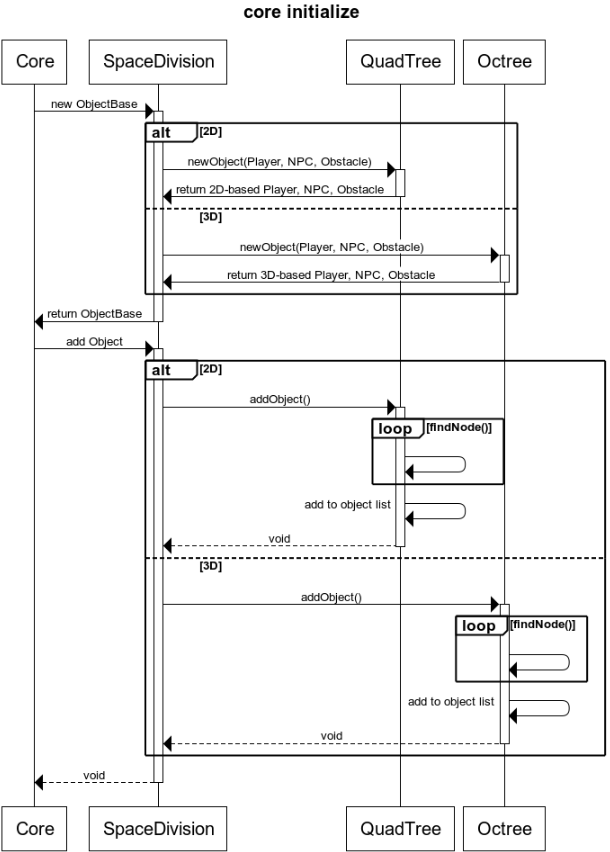 core initialize
Core
SpaceDivision
QuadTree
Octree
new ObjectBase
alt [2D]
newObject(Player, NPC, Obstacle)
return 2D-based Player, NPC, Obstacle
[3D]
newObject(Player, NPC, Obstacle)
return 3D-based Player, NPC, Obstacle
return ObjectBase
add Object
alt [2D]
addObject()
loop [findNode()]
add to object list
void
[3D]
addObject()
loop [findNode()]
add to object list
void
void
Core
SpaceDivision
QuadTree
Octree